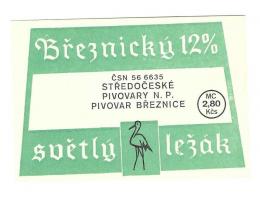 Březnický 12%
ČSN 56 6635
STŘEDOČESKÉ
PIVOVARY N. P.
PIVOVAR BŘEZNICE
MC
2,80
Kčs
světlý ležák